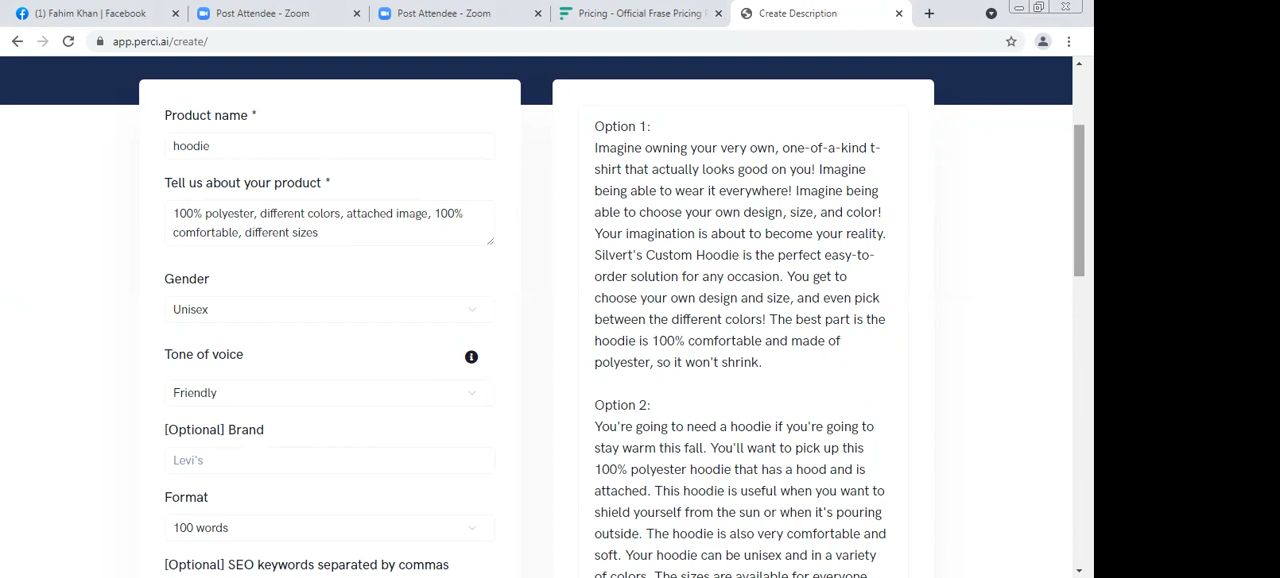 (1) Fahim Khan | Facebook
Post Attendee - Zoom
Post Attendee - Zoom
Pricing - Official Frase Pricing
Create Description
app.perci.ai/create/
Product name *
hoodie
Tell us about your product *
100% polyester, different colors, attached image, 100%
comfortable, different sizes
Gender
Unisex
Tone of voice
Friendly
[Optional] Brand
Levi's
Format
100 words
[Optional] SEO keywords separated by commas
Option 1:
Imagine owning your very own, one-of-a-kind t-
shirt that actually looks good on you! Imagine
being able to wear it everywhere! Imagine being
able to choose your own design, size, and color!
Your imagination is about to become your reality.
Silvert's Custom Hoodie is the perfect easy-to-
order solution for any occasion. You get to
choose your own design and size, and even pick
between the different colors! The best part is the
hoodie is 100% comfortable and made of
polyester, so it won't shrink.
Option 2:
You're going to need a hoodie if you're going to
stay warm this fall. You'll want to pick up this
100% polyester hoodie that has a hood and is
attached. This hoodie is useful when you want to
shield yourself from the sun or when it's pouring
outside. The hoodie is also very comfortable and
soft. Your hoodie can be unisex and in a variety
of colors. The sizes are available for everyone